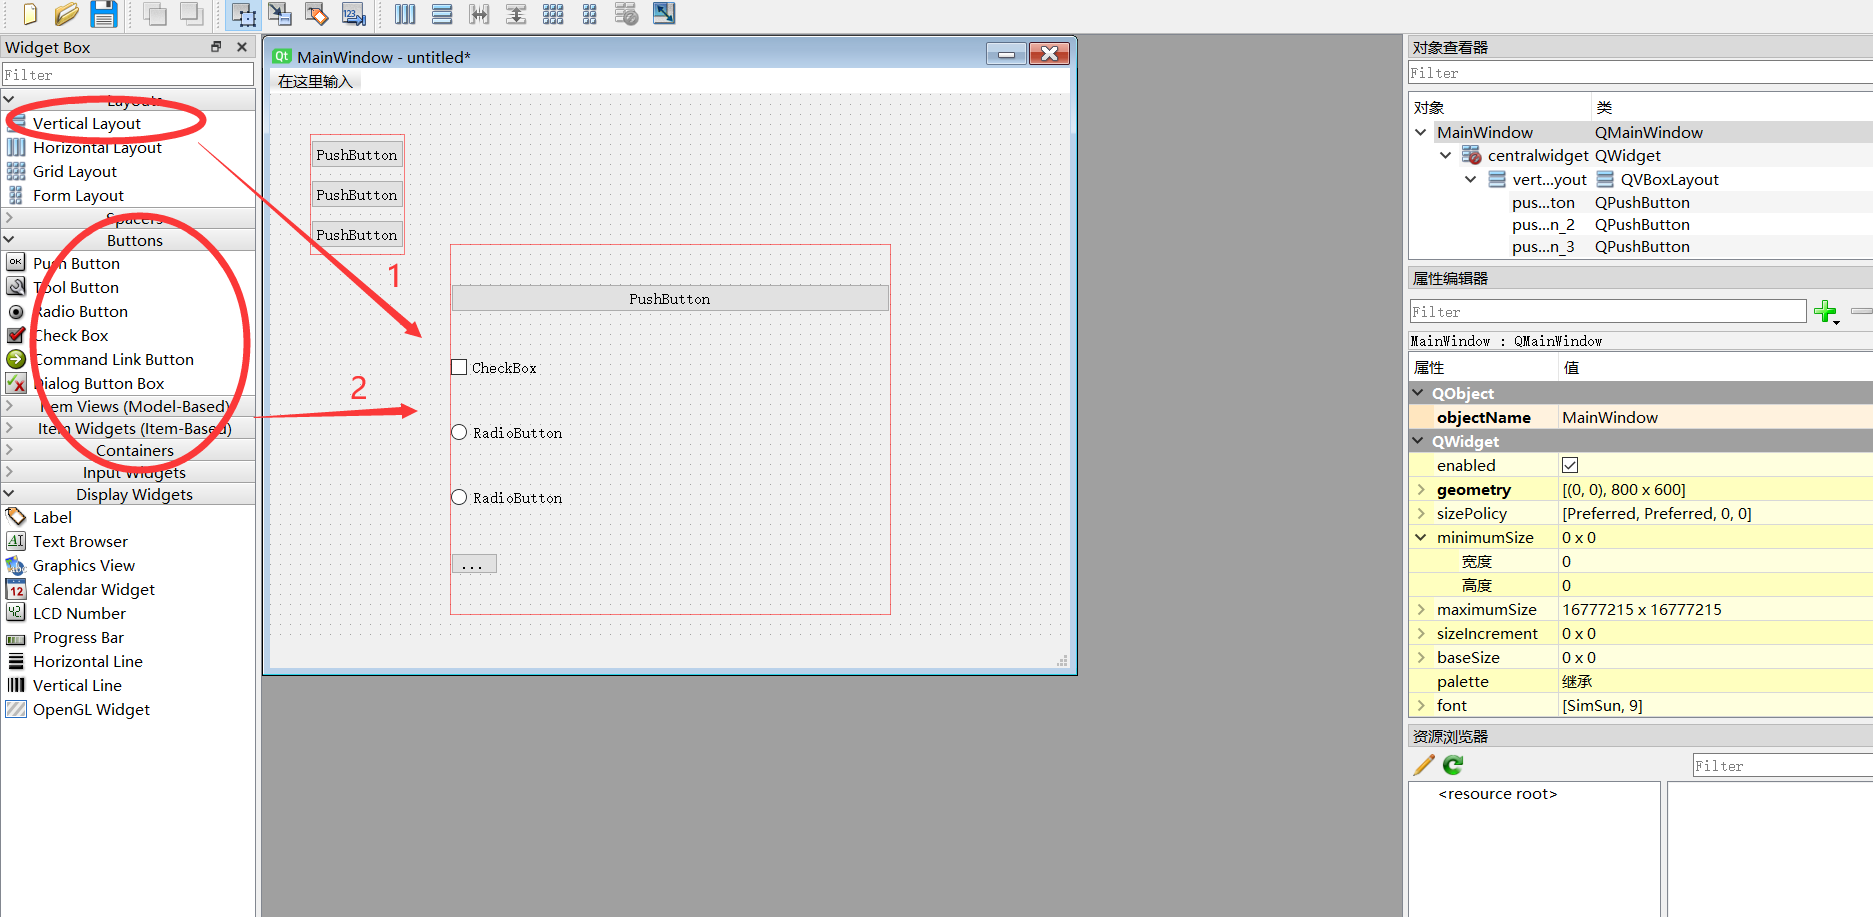 Widget Box
Filter
Layouts
Vertical Layout
Horizontal Layout
Grid Layout
Form Layout
Spacers
Buttons
Push Button
Tool Button
Radio Button
Check Box
Command Link Button
Dialog Button Box
Item Views (Model-Based)
Item Widgets (Item-Based)
Containers
Input Widgets
Display Widgets
Label
Text Browser
Graphics View
Calendar Widget
LCD Number
Progress Bar
Horizontal Line
Vertical Line
OpenGL Widget
MainWindow - untitled*
在这里输入
PushButton
PushButton
PushButton
1
2
PushButton
CheckBox
RadioButton
RadioButton
...
对象查看器
Filter
对象 类
MainWindow QMainWindow
centralwidget QWidget
vert...yout QVBoxLayout
pus...ton QPushButton
pus...n_2 QPushButton
pus...n_3 QPushButton
属性编辑器
Filter
MainWindow : QMainWindow
属性 值
QObject
objectName MainWindow
QWidget
enabled
geometry [(0, 0), 800 x 600]
sizePolicy [Preferred, Preferred, 0, 0]
minimumSize 0 x 0
宽度 0
高度 0
maximumSize 16777215 x 16777215
sizeIncrement 0 x 0
baseSize 0 x 0
palette 继承
font [SimSun, 9]
资源浏览器
Filter
<resource root>